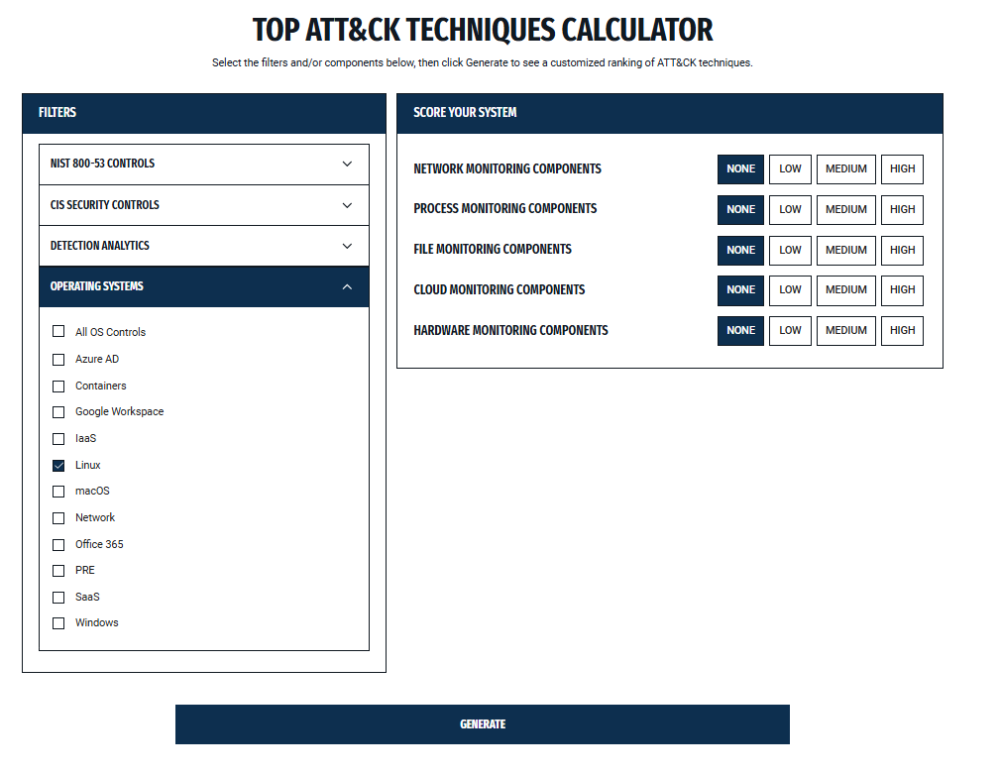 TOP ATT&CK TECHNIQUES CALCULATOR
Select the filters and/or components below, then click Generate to see a customized ranking of ATT&CK techniques.
FILTERS
NIST 800-53 CONTROLS
CIS SECURITY CONTROLS
DETECTION ANALYTICS
OPERATING SYSTEMS
All OS Controls
Azure AD
Containers
Google Workspace
IaaS
Linux
macOS
Network
Office 365
PRE
SaaS
Windows
SCORE YOUR SYSTEM
NETWORK MONITORING COMPONENTS NONE LOW MEDIUM HIGH
PROCESS MONITORING COMPONENTS NONE LOW MEDIUM HIGH
FILE MONITORING COMPONENTS NONE LOW MEDIUM HIGH
CLOUD MONITORING COMPONENTS NONE LOW MEDIUM HIGH
HARDWARE MONITORING COMPONENTS NONE LOW MEDIUM HIGH
GENERATE